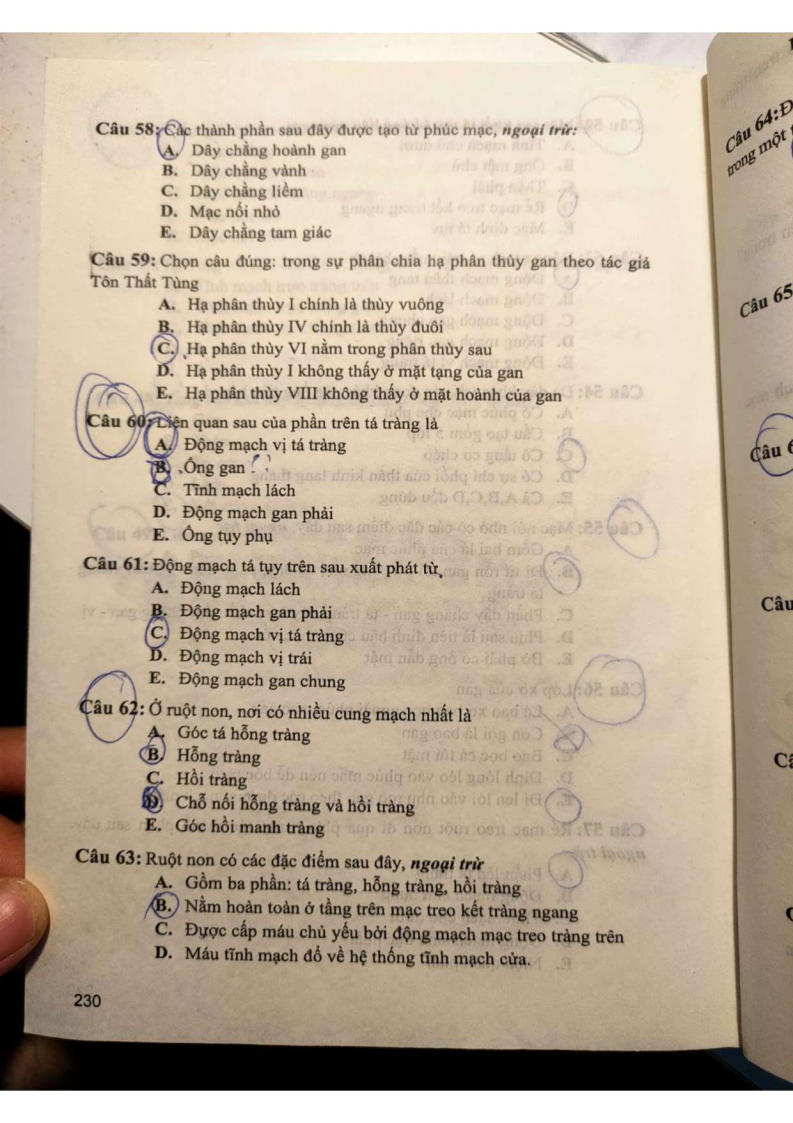 Câu 58: Các thành phần sau đây được tạo từ phúc mạc, ngoại trừ:
A. Dây chằng hoành gan
B. Dây chằng vành
C. Dây chằng liềm
D. Mạc nối nhỏ
E. Dây chằng tam giác
Câu 59: Chọn câu đúng: trong sự phân chia hạ phân thùy gan theo tác giả
Tôn Thất Tùng
A. Hạ phân thùy I chính là thùy vuông
B. Hạ phân thùy IV chính là thùy đuôi
C. Hạ phân thùy VI nằm trong phân thùy sau
D. Hạ phân thùy I không thấy ở mặt tạng của gan
E. Hạ phân thùy VIII không thấy ở mặt hoành của gan
Câu 60: Liên quan sau của phần trên tá tràng là
A. Động mạch vị tá tràng
B. Ống gan
C. Tĩnh mạch lách
D. Động mạch gan phải
E. Ống tụy phụ
Câu 61: Động mạch tá tụy trên sau xuất phát từ
A. Động mạch lách
B. Động mạch gan phải
C. Động mạch vị tá tràng
D. Động mạch vị trái
E. Động mạch gan chung
Câu 62: Ở ruột non, nơi có nhiều cung mạch nhất là
A. Góc tá hỗng tràng
B. Hỗng tràng
C. Hồi tràng
D. Chỗ nối hỗng tràng và hồi tràng
E. Góc hồi manh tràng
Câu 63: Ruột non có các đặc điểm sau đây, ngoại trừ
A. Gồm ba phần: tá tràng, hỗng tràng, hồi tràng
B. Nằm hoàn toàn ở tầng trên mạc treo kết tràng ngang
C. Được cấp máu chủ yếu bởi động mạch mạc treo tràng trên
D. Máu tĩnh mạch đổ về hệ thống tĩnh mạch cửa.
230
Câu 64: Đ
trong một
Câu 65
Câu 6
Câu